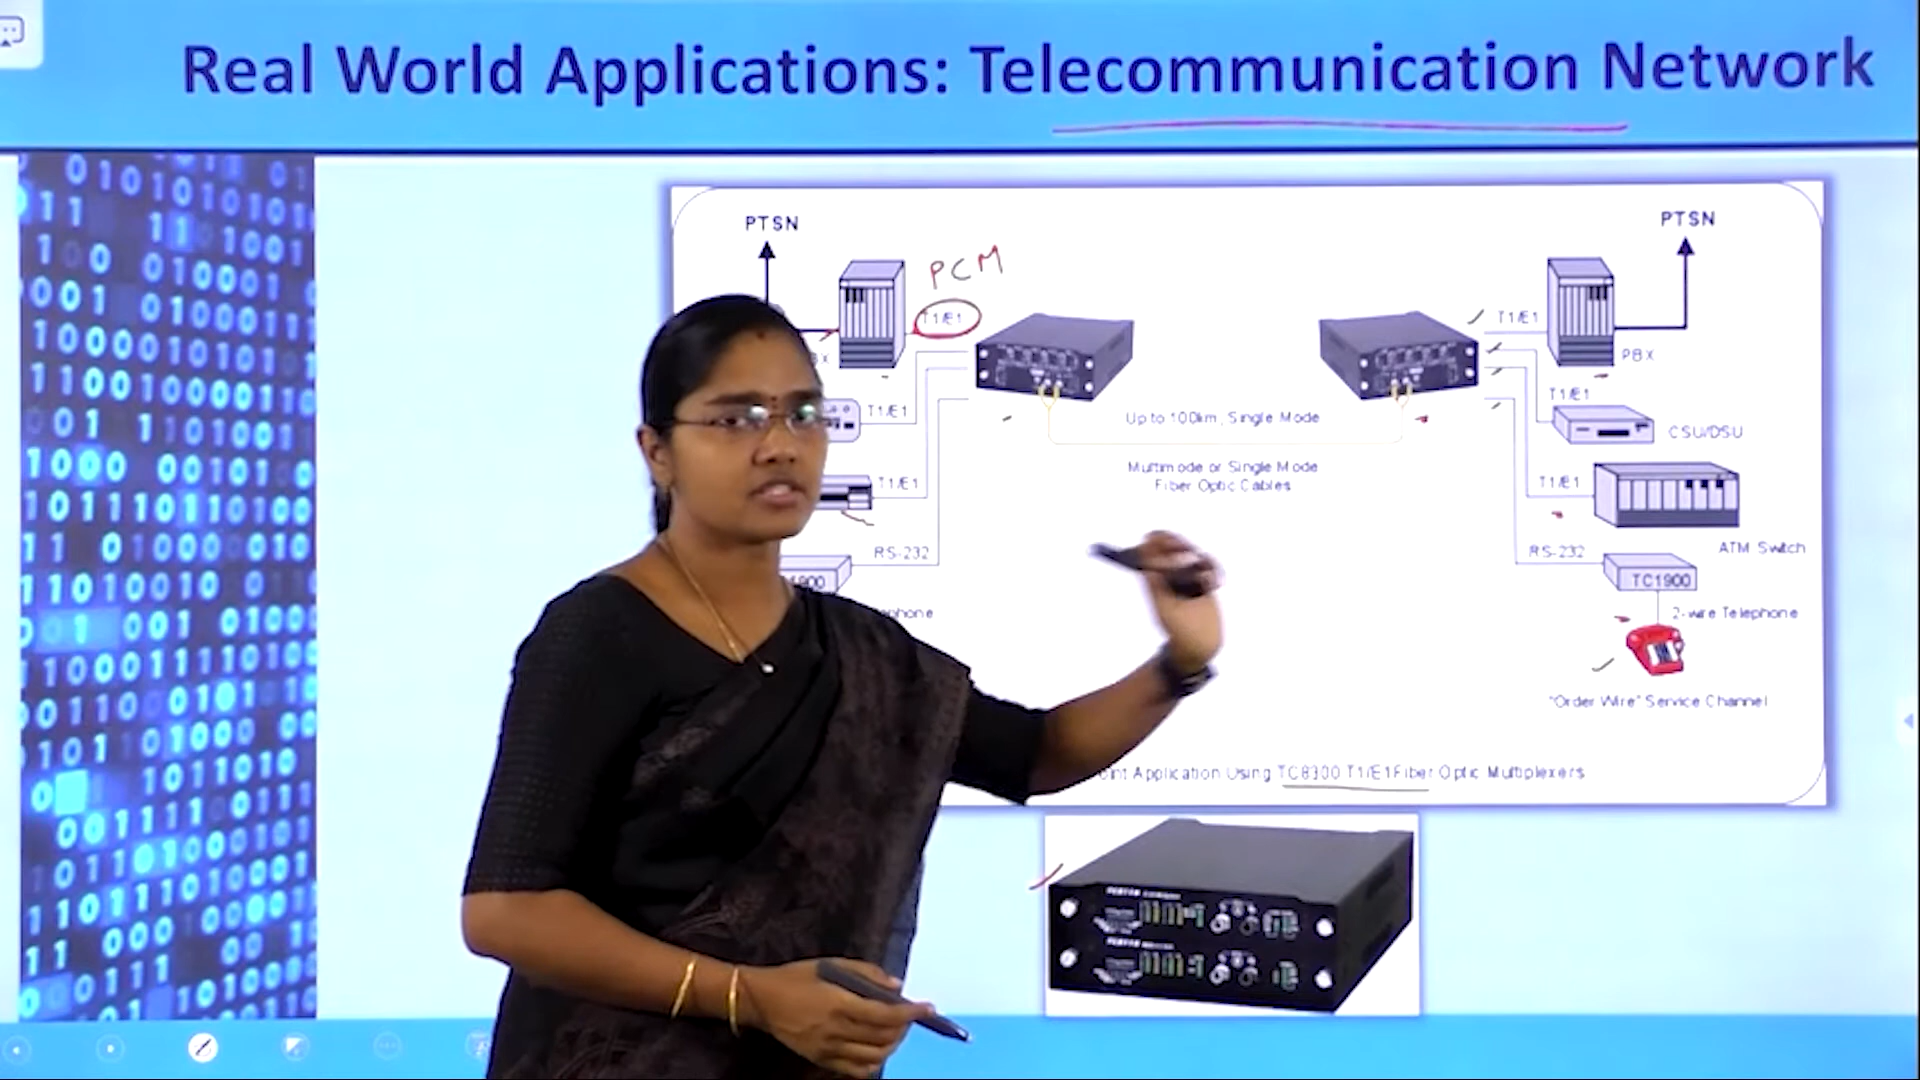 Real World Applications: Telecommunication Network
PTSN
PTSN
PCM
T1/E1
T1/E1
PBX
T1/E1
T1/E1
CSU/DSU
Up to 100km, Single Mode
Multimode or Single Mode
Fiber Optic Cables
T1/E1
T1/E1
ATM Switch
RS-232
RS-232
TC1900
2-wire Telephone
"Order Wire" Service Channel
Application Using TC8300 T1/E1 Fiber Optic Multiplexers